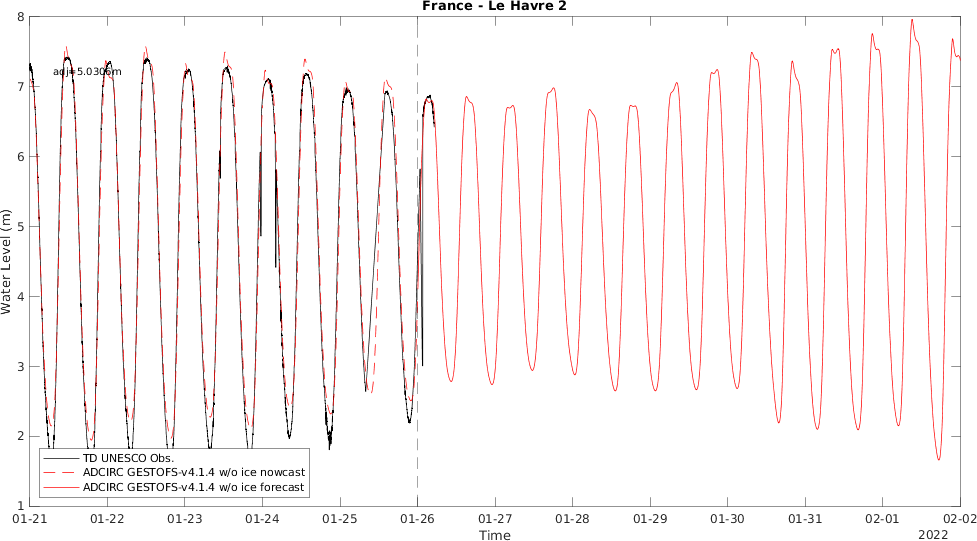 France - Le Havre 2
8
adj=5.0306m
7
6
5
4
3
2
1
Water Level (m)
TD UNESCO Obs.
ADCIRC GESTOFS-v4.1.4 w/o ice nowcast
ADCIRC GESTOFS-v4.1.4 w/o ice forecast
01-21 01-22 01-23 01-24 01-25 01-26 01-27 01-28 01-29 01-30 01-31 02-01 02-02
Time
2022